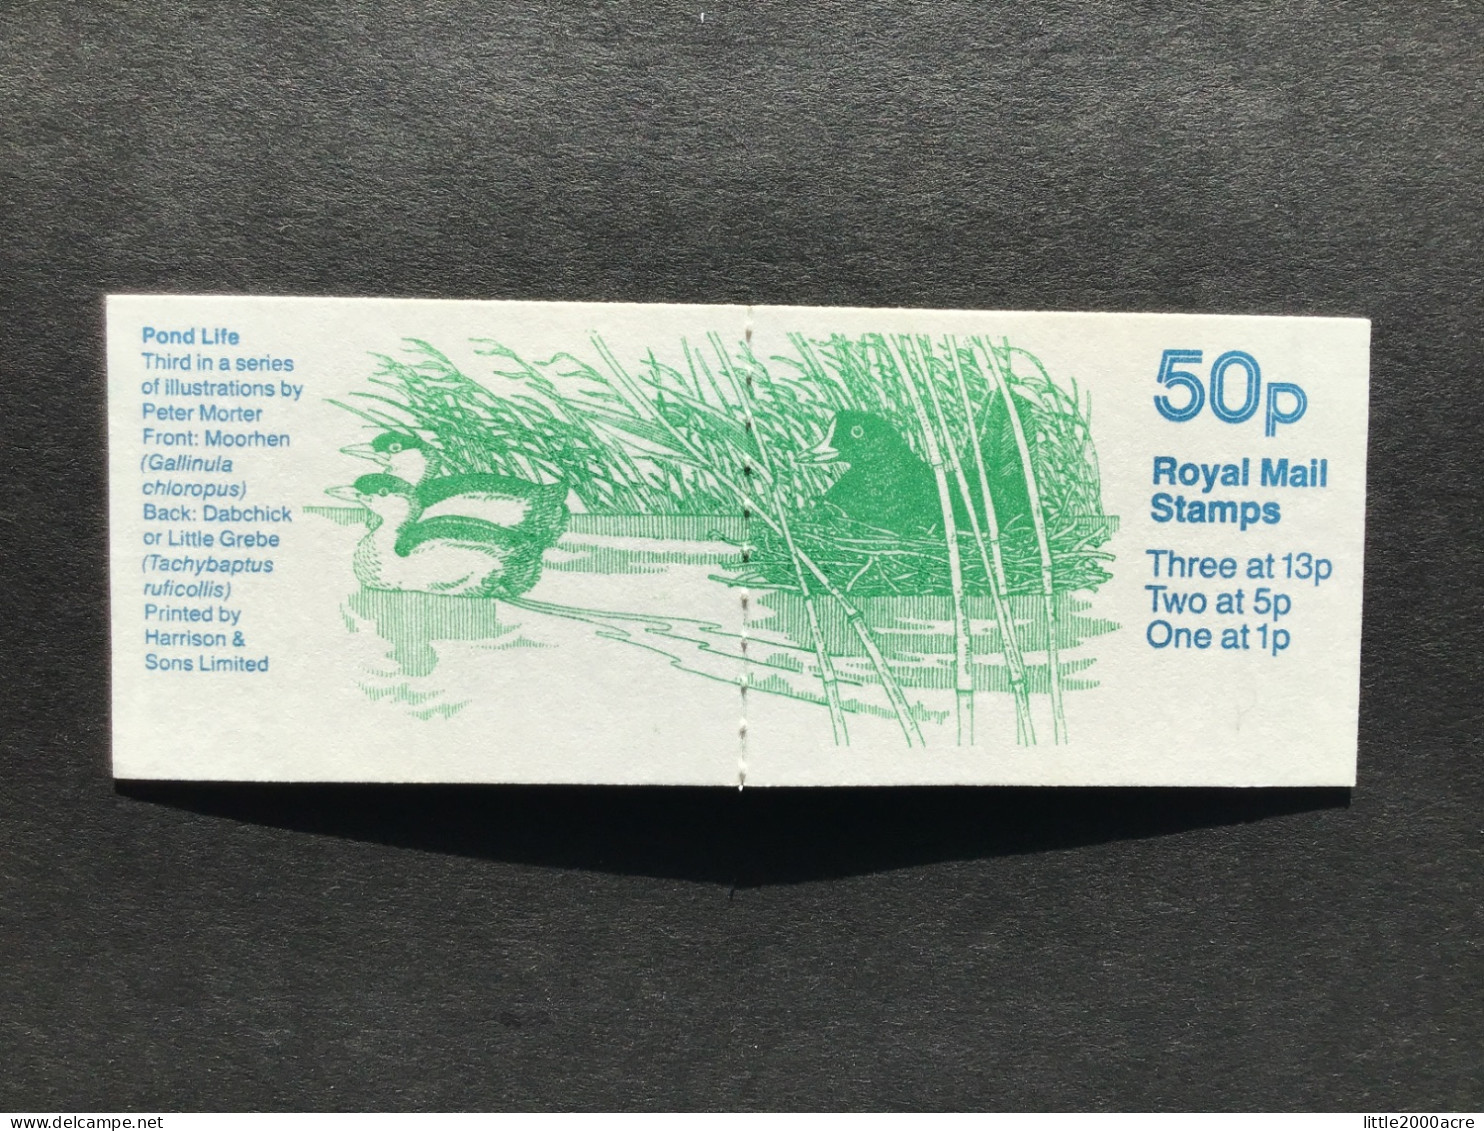 Pond Life
Third in a series
of illustrations by
Peter Morter
Front: Moorhen
(Gallinula
chloropus)
Back: Dabchick
or Little Grebe
(Tachybaptus
ruficollis)
Printed by
Harrison &
Sons Limited
50p
Royal Mail
Stamps
Three at 13p
Two at 5p
One at 1p
delcampe.net
little2000acre